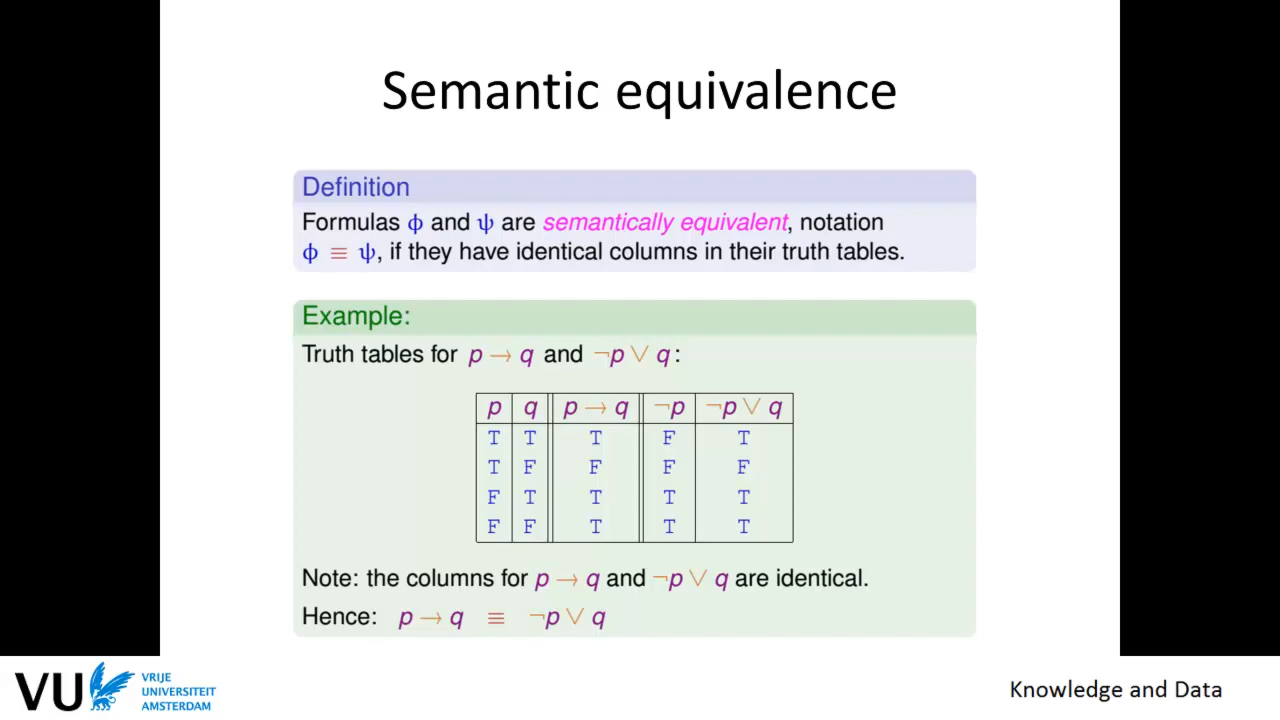 Semantic equivalence
Definition
Formulas ϕ and ψ are semantically equivalent, notation
ϕ ≡ ψ, if they have identical columns in their truth tables.
Example:
Truth tables for p → q and ¬p ∨ q :
p q p → q ¬p ¬p ∨ q
T T T F T
T F F F F
F T T T T
F F T T T
Note: the columns for p → q and ¬p ∨ q are identical.
Hence: p → q ≡ ¬p ∨ q
VU
VRIJE
UNIVERSITEIT
AMSTERDAM
Knowledge and Data